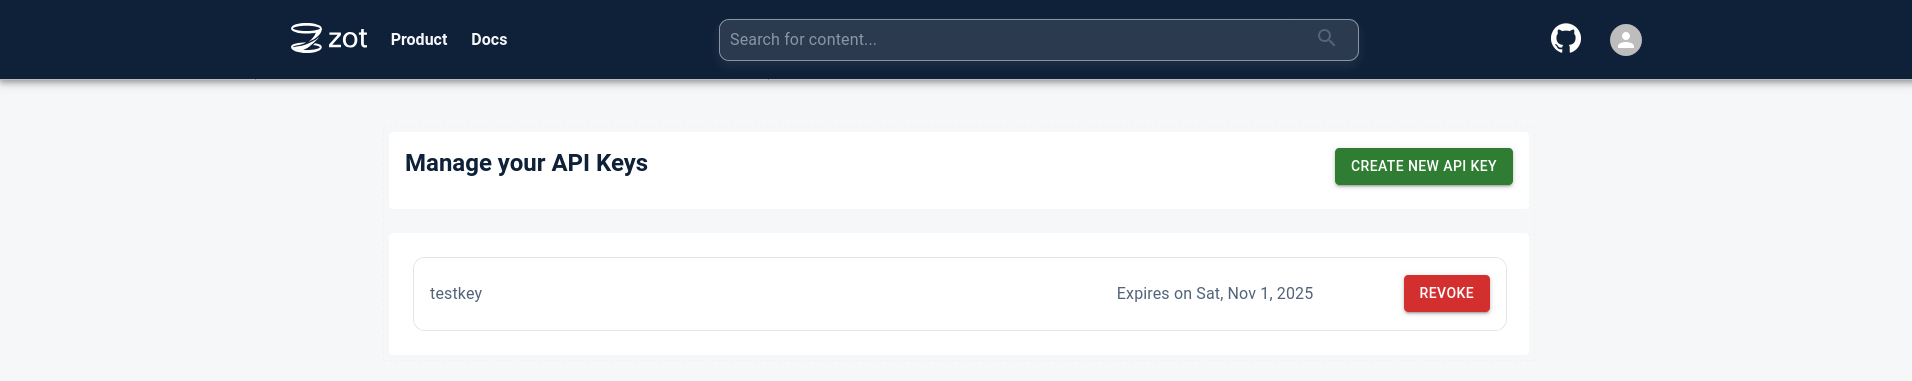 zot Product Docs Search for content...
Manage your API Keys CREATE NEW API KEY
testkey Expires on Sat, Nov 1, 2025 REVOKE